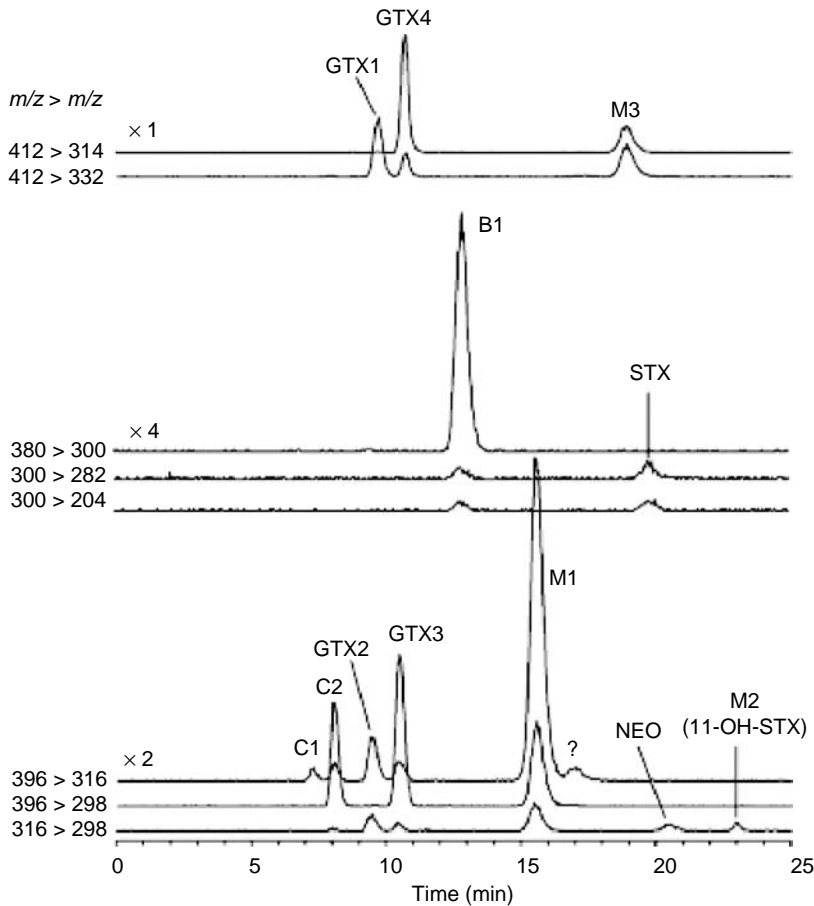 GTX4
GTX1
m/z > m/z
M3
× 1
412 > 314
412 > 332
B1
STX
× 4
380 > 300
300 > 282
300 > 204
M1
GTX2
GTX3
C2
M2
NEO
(11-OH-STX)
C1
?
× 2
396 > 316
396 > 298
316 > 298
0 5 10 15 20 25
Time (min)